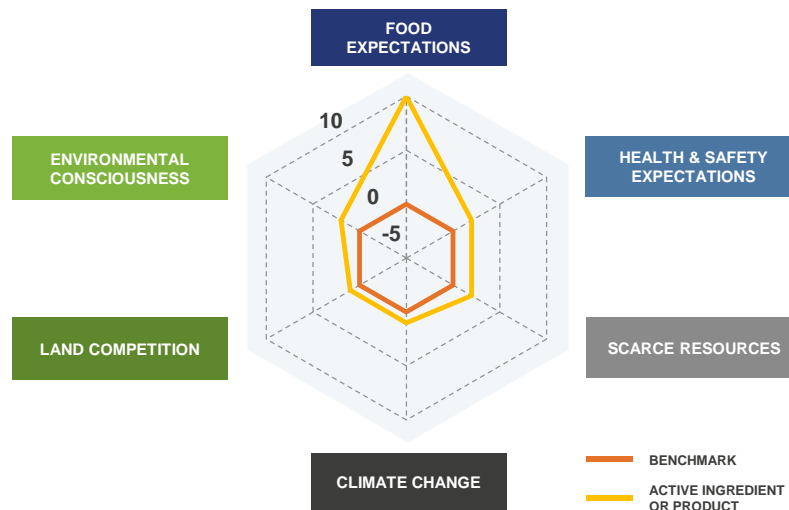 FOOD
EXPECTATIONS
10
ENVIRONMENTAL
CONSCIOUSNESS
HEALTH & SAFETY
EXPECTATIONS
5
0
-5
LAND COMPETITION
SCARCE RESOURCES
CLIMATE CHANGE
BENCHMARK
ACTIVE INGREDIENT
OR PRODUCT